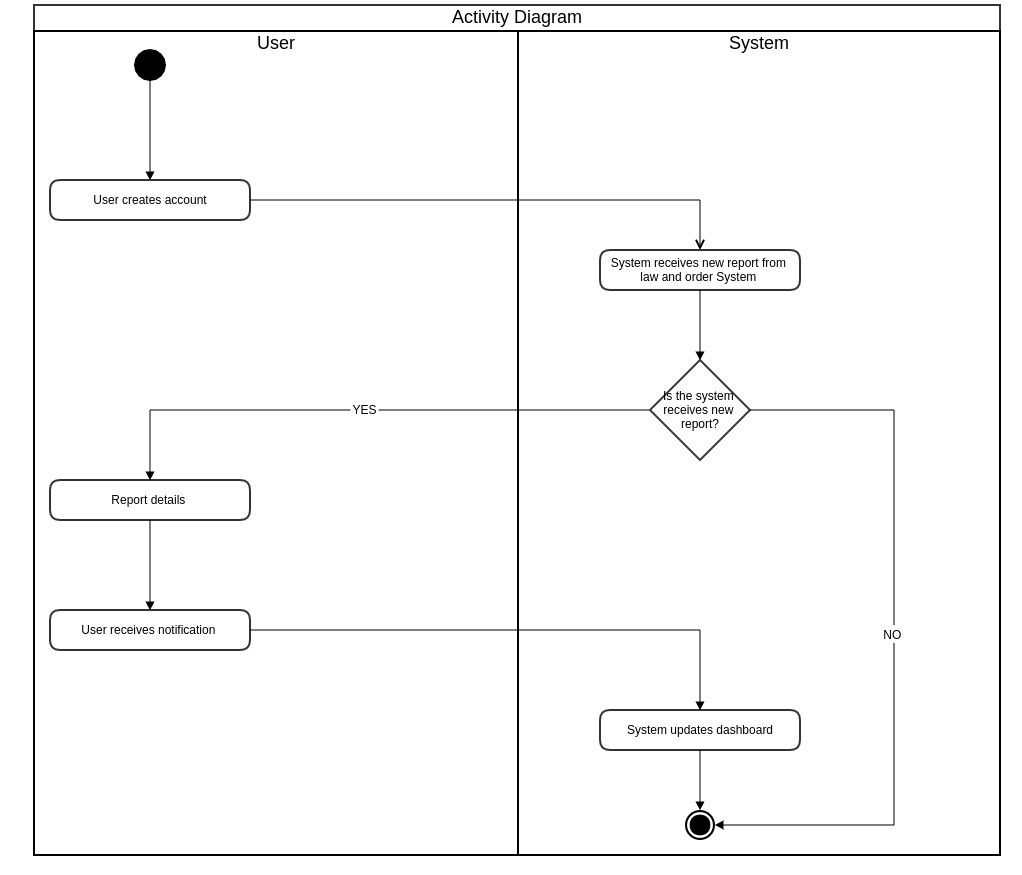 Activity Diagram
User
System
User creates account
System receives new report from
law and order System
Is the system
receives new
report?
YES
Report details
User receives notification
NO
System updates dashboard